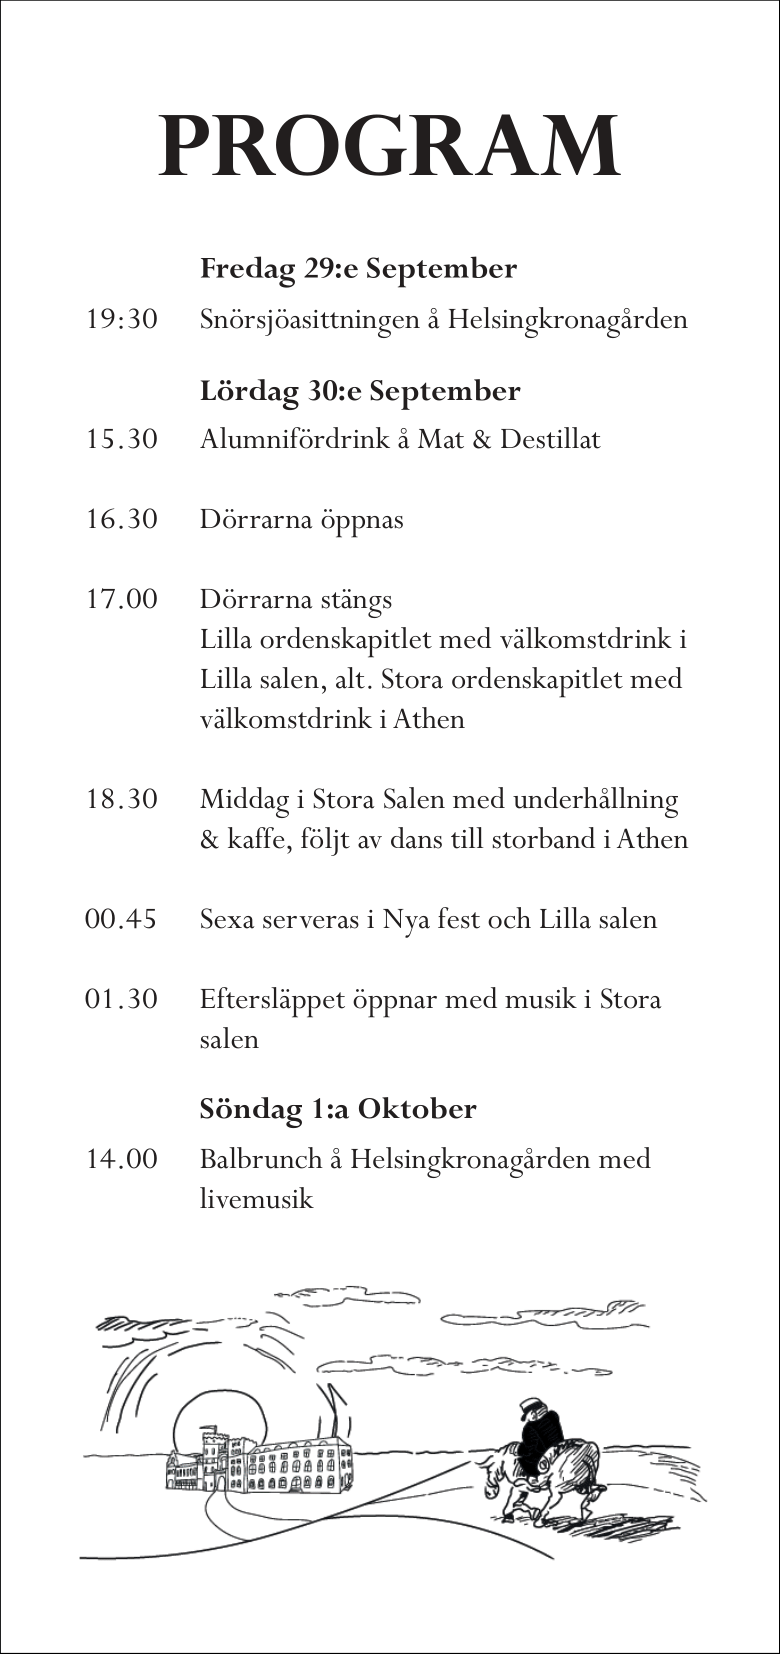 PROGRAM
Fredag 29:e September
19:30 Snörsjöasittningen å Helsingkronagården
Lördag 30:e September
15.30 Alumnifördrink å Mat & Destillat
16.30 Dörrarna öppnas
17.00 Dörrarna stängs
Lilla ordenskapitlet med välkomstdrink i
Lilla salen, alt. Stora ordenskapitlet med
välkomstdrink i Athen
18.30 Middag i Stora Salen med underhållning
& kaffe, följt av dans till storband i Athen
00.45 Sexa serveras i Nya fest och Lilla salen
01.30 Eftersläppet öppnar med musik i Stora
salen
Söndag 1:a Oktober
14.00 Balbrunch å Helsingkronagården med
livemusik